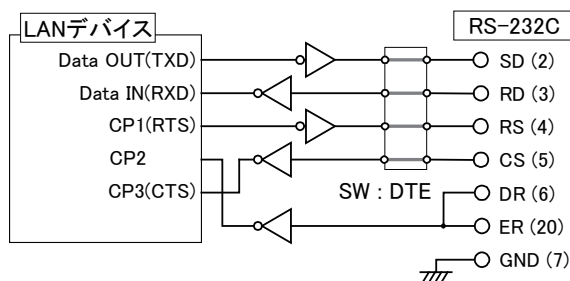 LANデバイス
RS-232C
Data OUT(TXD)
SD (2)
Data IN(RXD)
RD (3)
CP1(RTS)
RS (4)
CP2
CS (5)
CP3(CTS)
SW : DTE
DR (6)
ER (20)
GND (7)